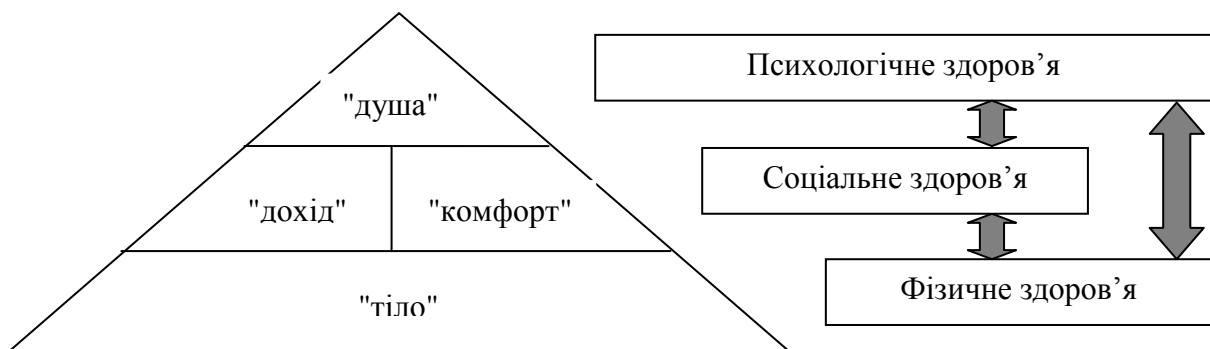 "душа"
"дохід"
"комфорт"
"тіло"
Психологічне здоров’я
Соціальне здоров’я
Фізичне здоров’я